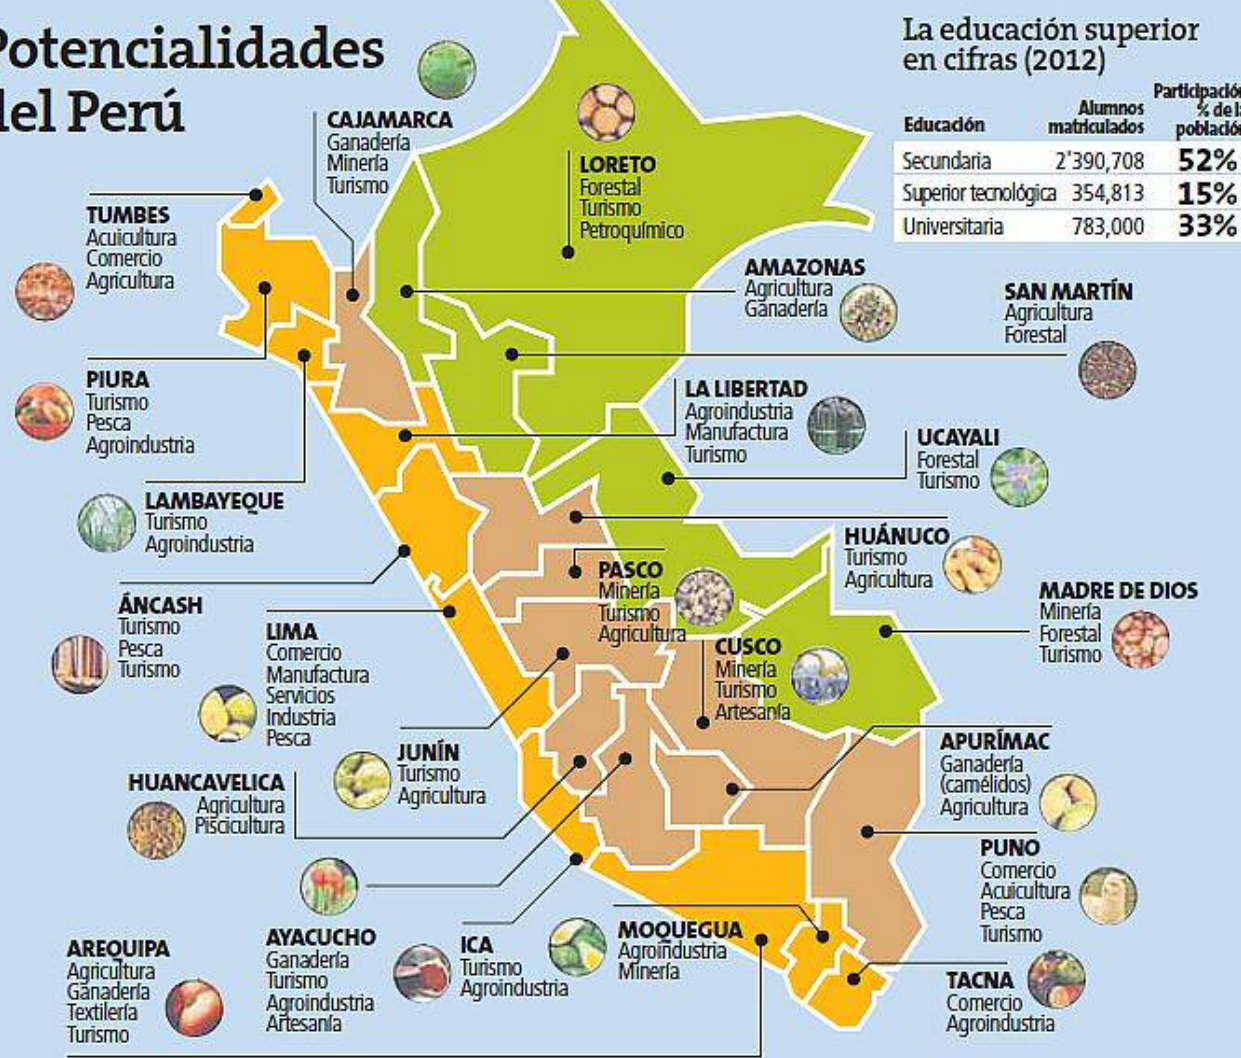 Potencialidades
del Perú
La educación superior
en cifras (2012)
Educación
Alumnos
matriculados
Participación
% de la
población
Secundaria 2'390,708 52%
Superior tecnológica 354,813 15%
Universitaria 783,000 33%
CAJAMARCA
Ganadería
Minería
Turismo
LORETO
Forestal
Turismo
Petroquímico
TUMBES
Acuicultura
Comercio
Agricultura
AMAZONAS
Agricultura
Ganadería
SAN MARTÍN
Agricultura
Forestal
PIURA
Turismo
Pesca
Agroindustria
LA LIBERTAD
Agroindustria
Manufactura
Turismo
UCAYALI
Forestal
Turismo
LAMBAYEQUE
Turismo
Agroindustria
HUÁNUCO
Turismo
Agricultura
PASCO
Minería
Turismo
Agricultura
MADRE DE DIOS
Minería
Forestal
Turismo
ÁNCASH
Turismo
Pesca
Turismo
LIMA
Comercio
Manufactura
Servicios
Industria
Pesca
CUSCO
Minería
Turismo
Artesanía
JUNÍN
Turismo
Agricultura
APURÍMAC
Ganadería
(camélidos)
Agricultura
HUANCAVELICA
Agricultura
Piscicultura
PUNO
Comercio
Acuicultura
Pesca
Turismo
AREQUIPA
Agricultura
Ganadería
Textilería
Turismo
AYACUCHO
Ganadería
Turismo
Agroindustria
Artesanía
ICA
Turismo
Agroindustria
MOQUEGUA
Agroindustria
Minería
TACNA
Comercio
Agroindustria